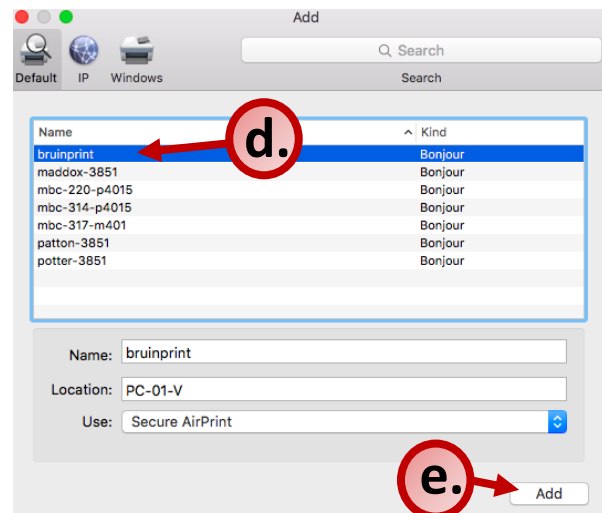 Add
Search
Default IP Windows Search
Name Kind
bruinprint Bonjour
maddox-3851 Bonjour
mbc-220-p4015 Bonjour
mbc-314-p4015 Bonjour
mbc-317-m401 Bonjour
patton-3851 Bonjour
potter-3851 Bonjour
d.
Name: bruinprint
Location: PC-01-V
Use: Secure AirPrint
e.
Add